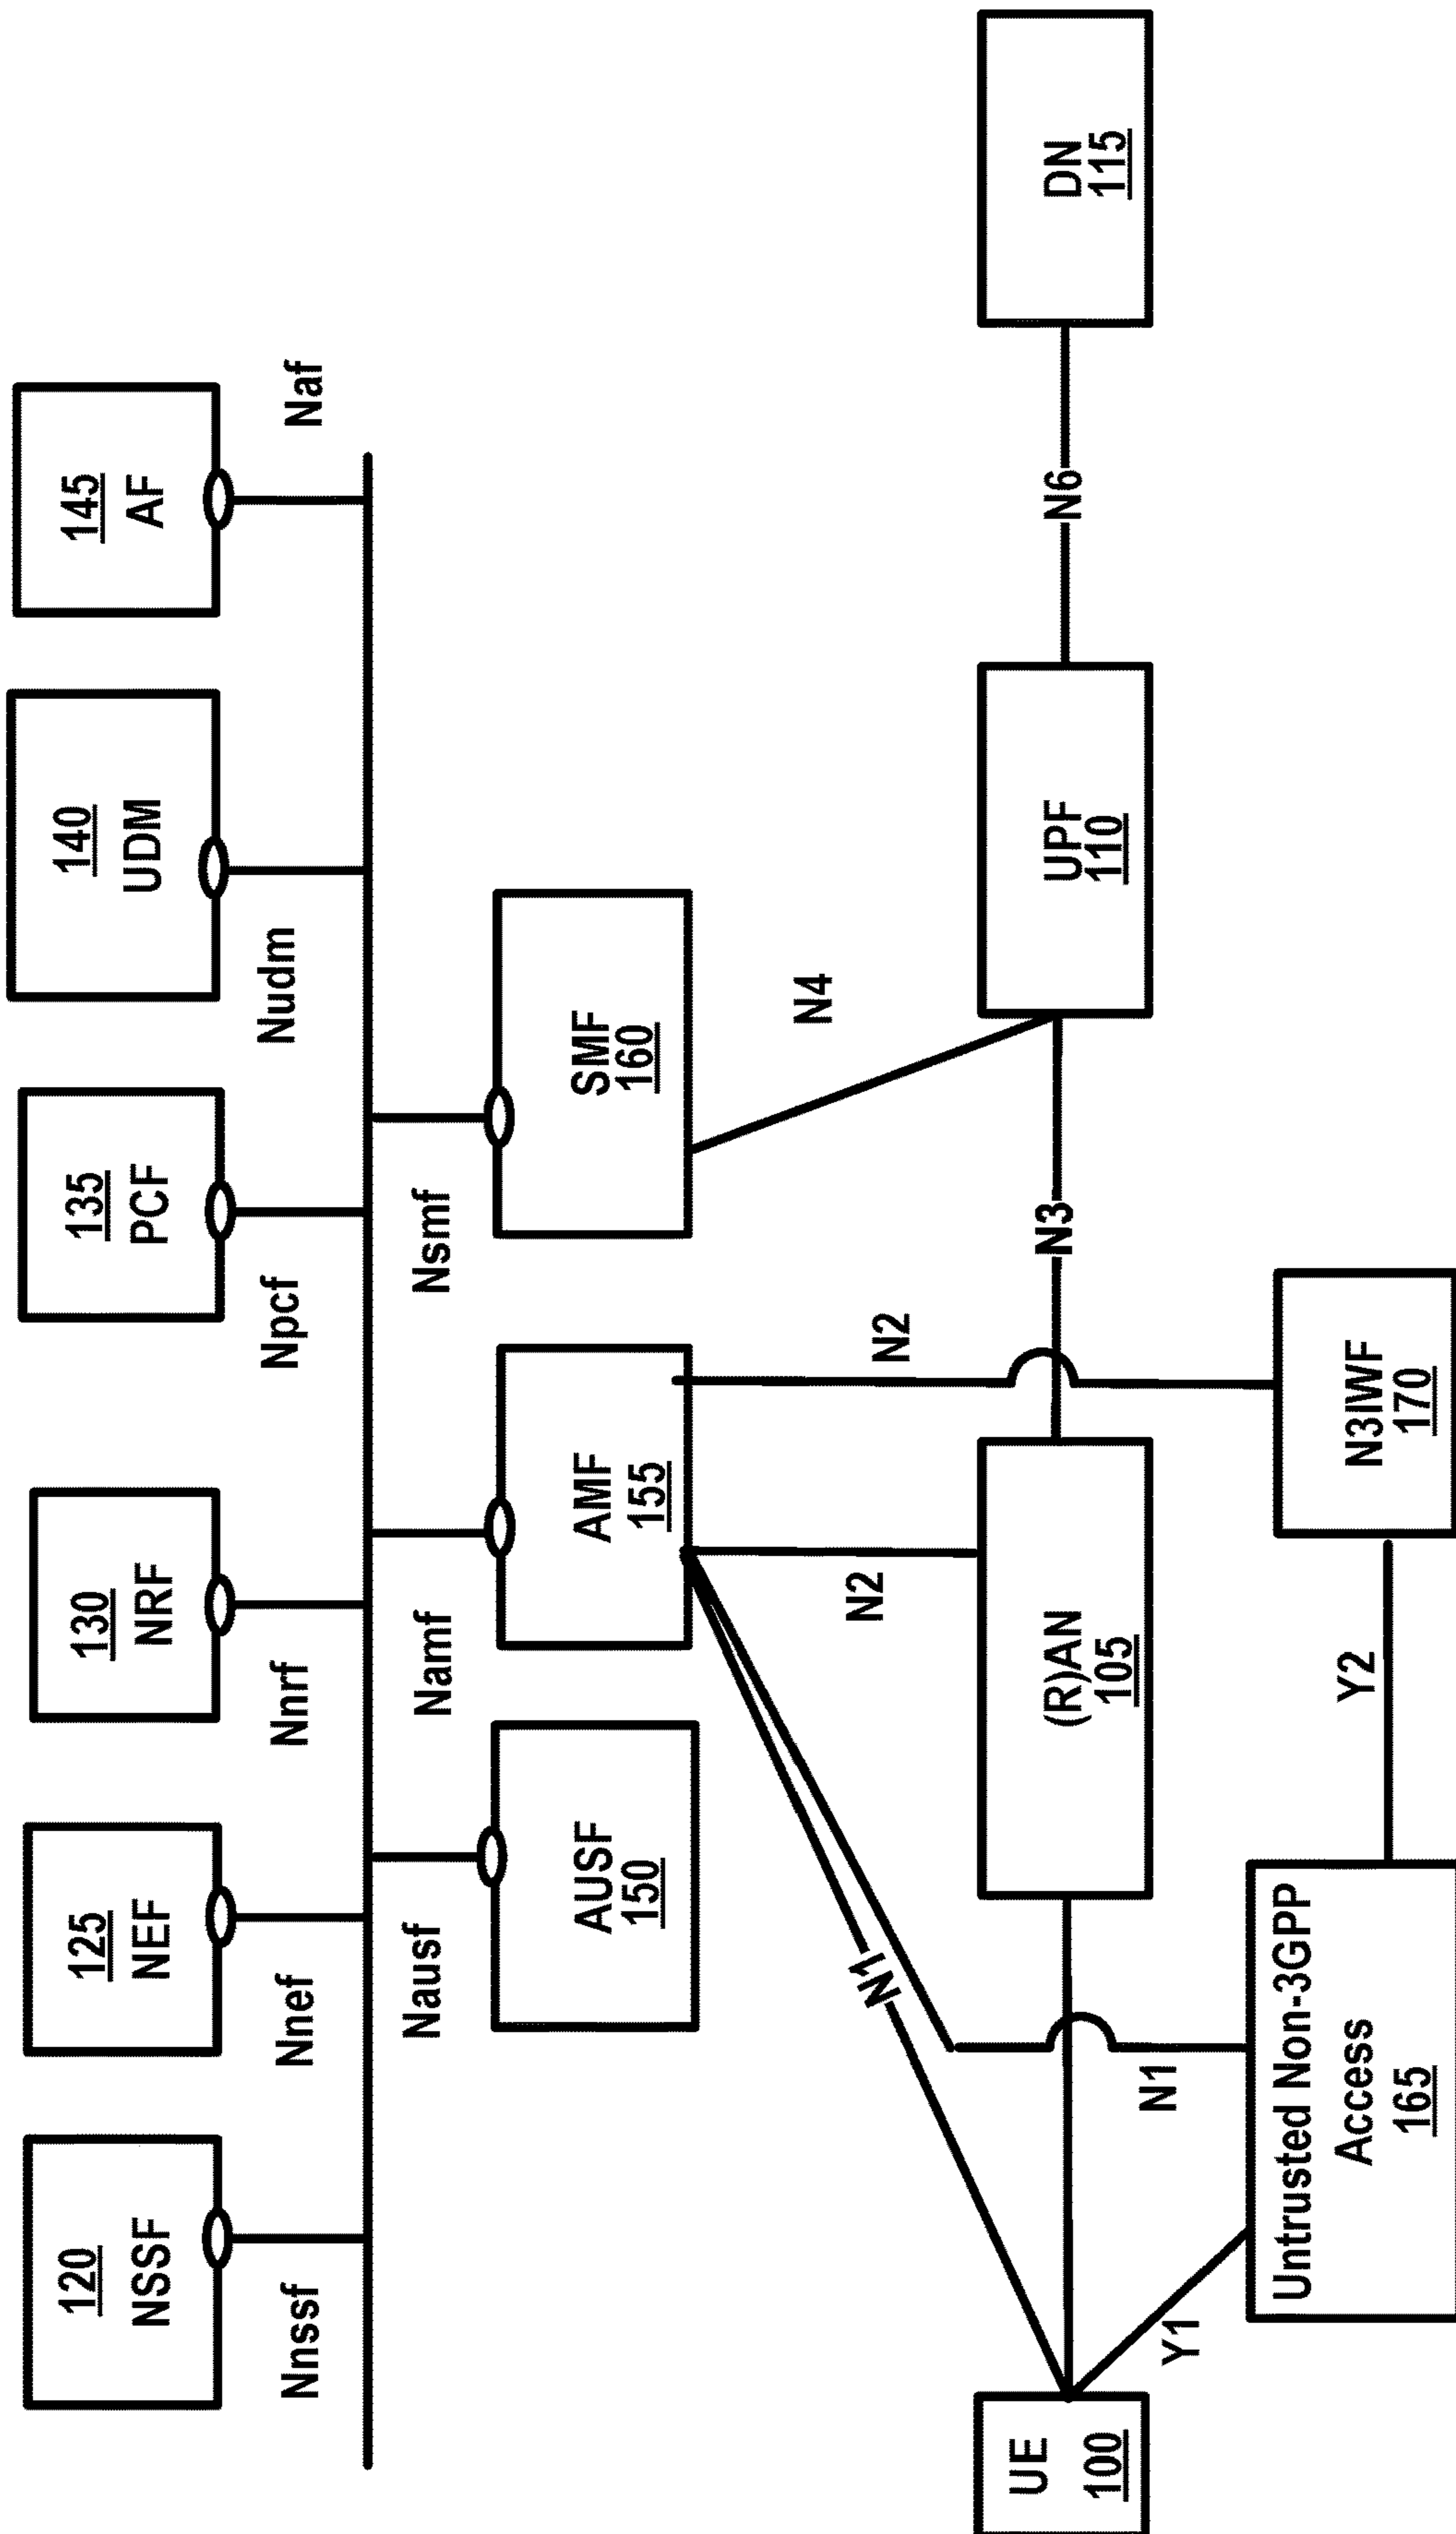 120
NSSF
125
NEF
130
NRF
135
PCF
140
UDM
145
AF
Nnssf
Nnef
Nnrf
Npcf
Nudm
Naf
Nausf
Namf
Nsmf
AUSF
150
AMF
155
SMF
160
N1
N2
N2
N4
UE
100
(R)AN
105
N3
UPF
110
N6
DN
115
N1
Y1
Untrusted Non-3GPP
Access
165
Y2
N3IWF
170